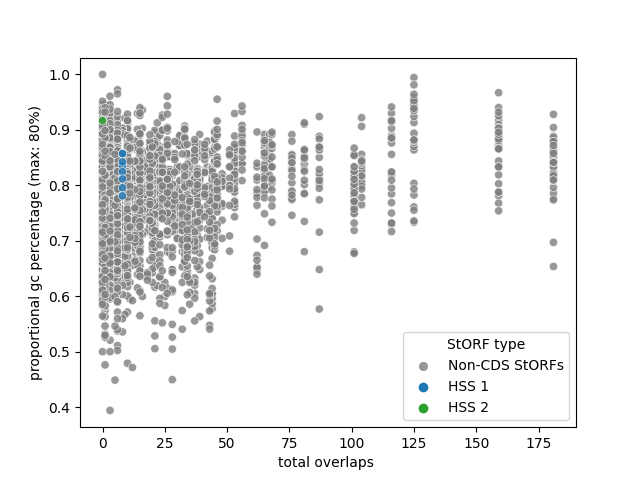 proportional gc percentage (max: 80%)
1.0
0.9
0.8
0.7
0.6
0.5
0.4
StORF type
Non-CDS StORFs
HSS 1
HSS 2
0
25
50
75
100
125
150
175
total overlaps